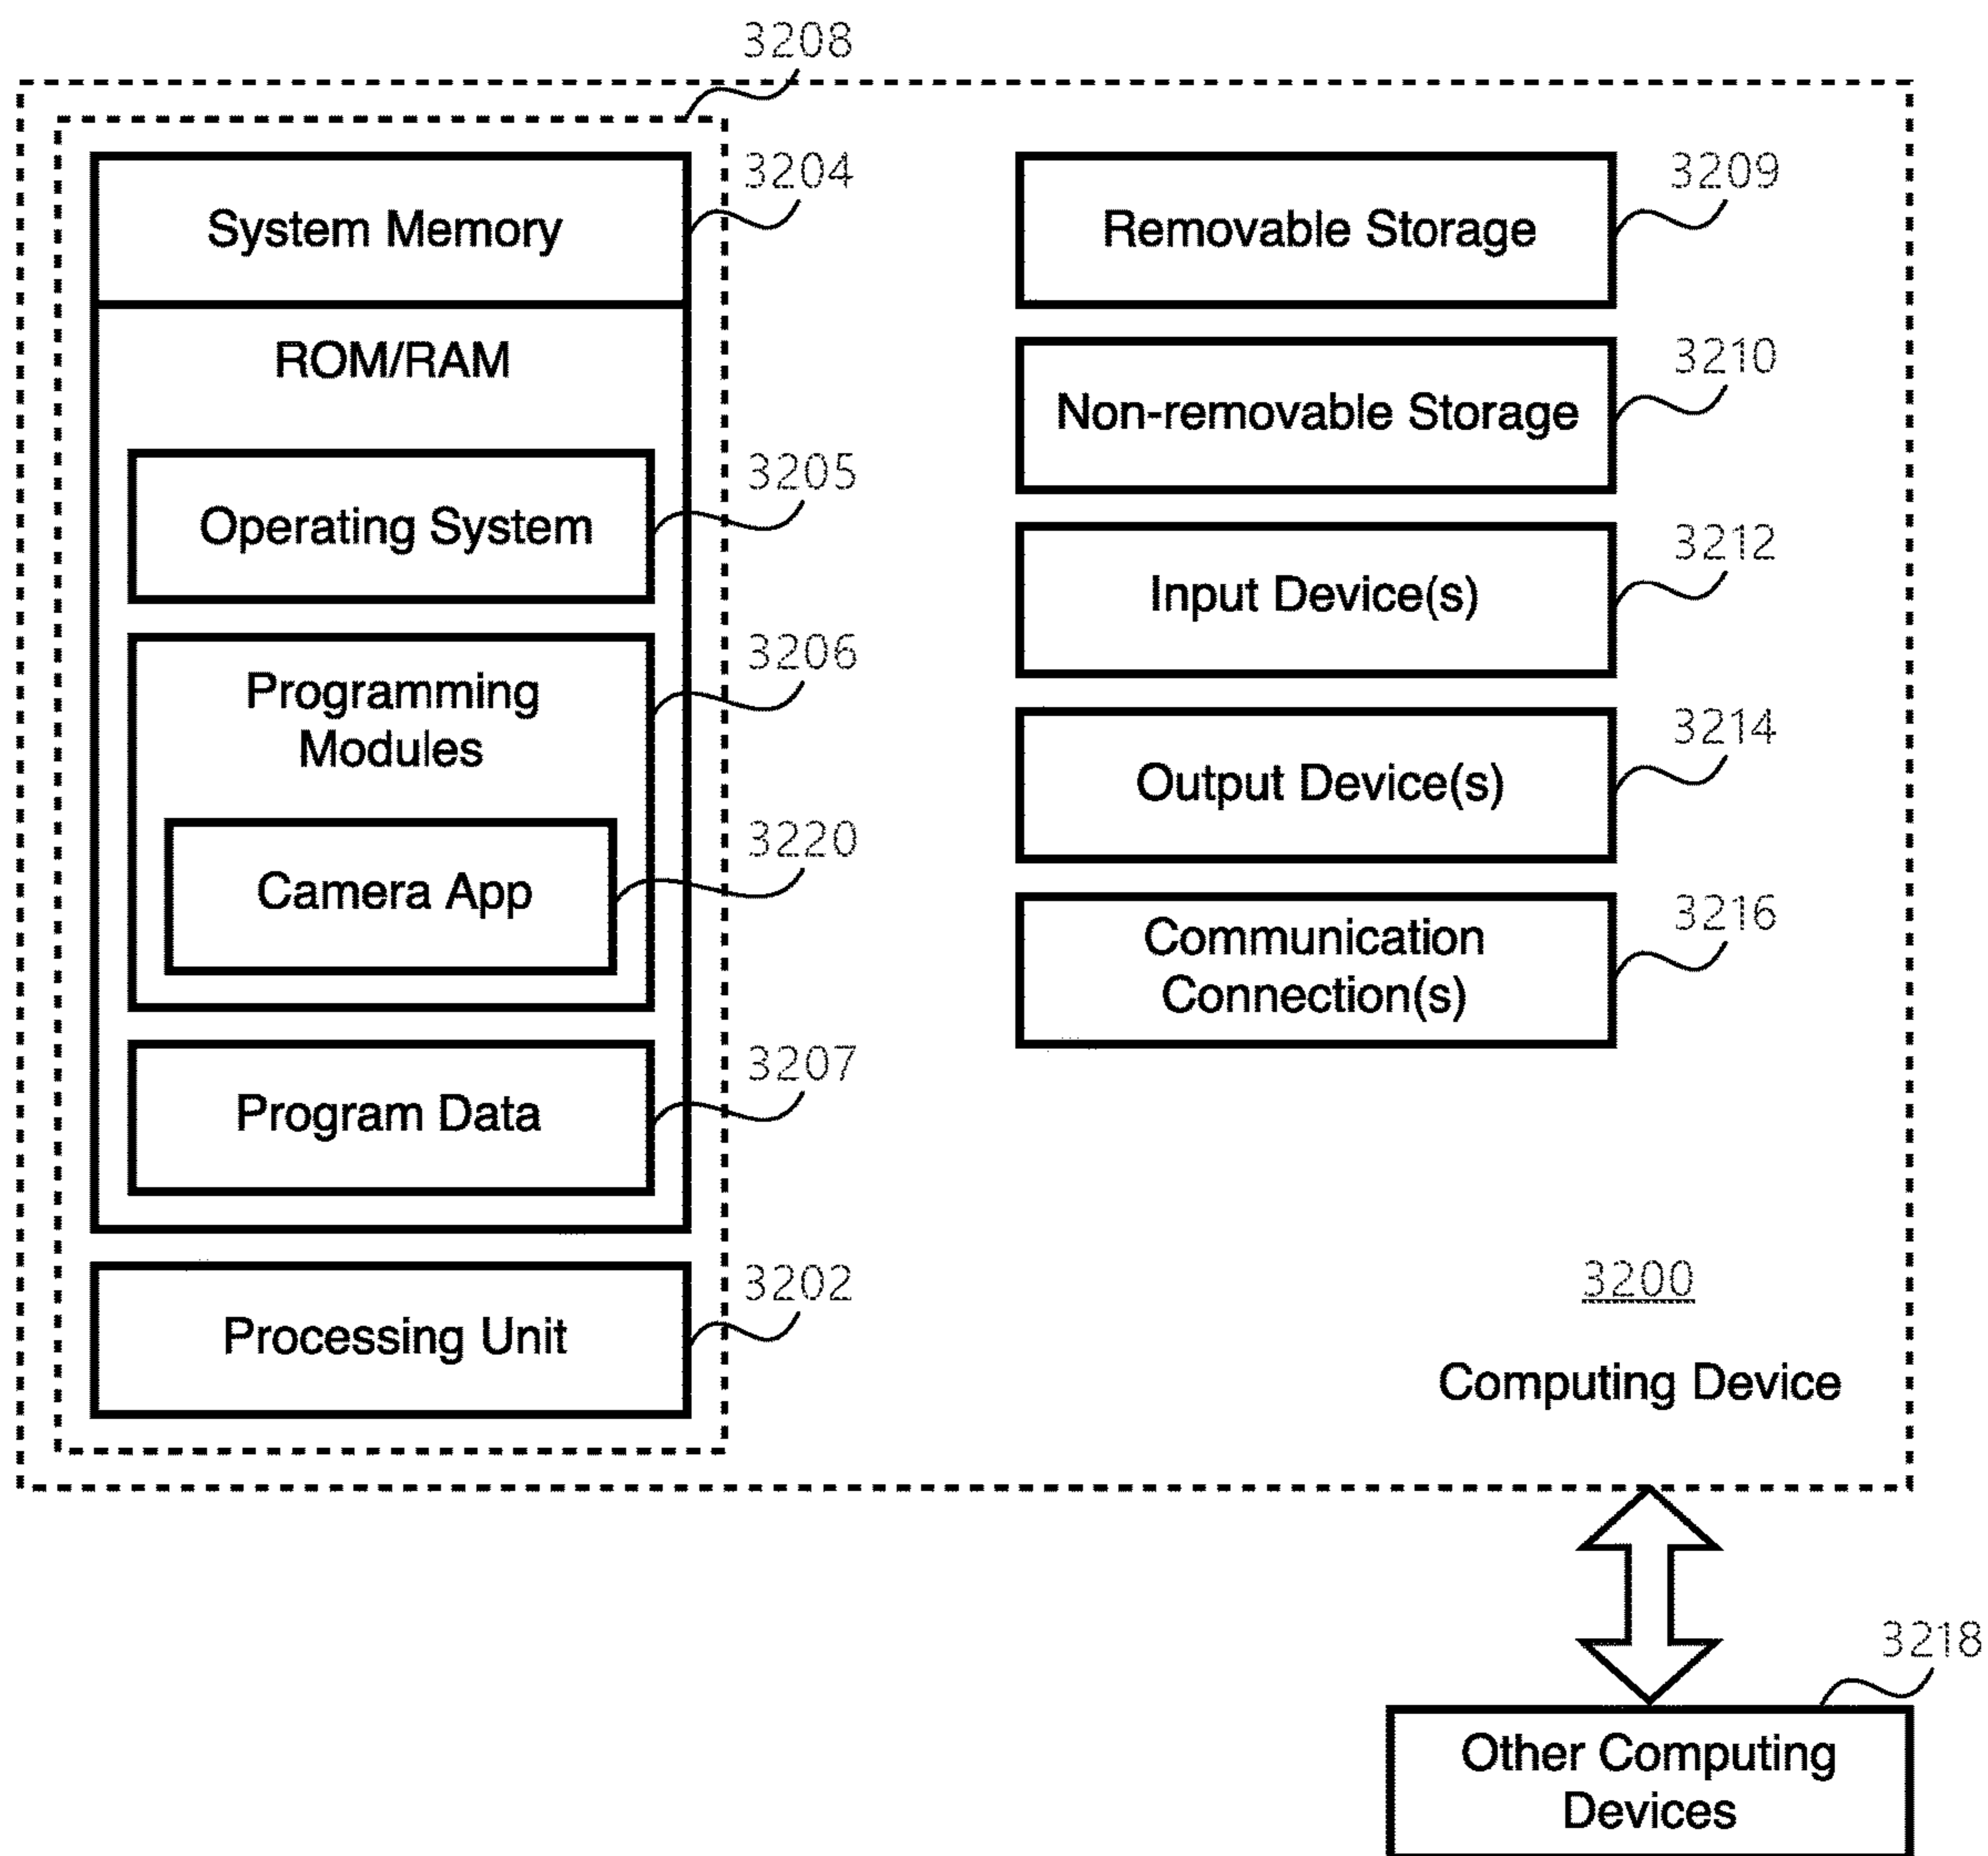 3208
System Memory
3204
ROM/RAM
Operating System
3205
Programming
Modules
3206
Camera App
3220
Program Data
3207
Processing Unit
3202
Removable Storage
3209
Non-removable Storage
3210
Input Device(s)
3212
Output Device(s)
3214
Communication
Connection(s)
3216
3200
Computing Device
3218
Other Computing
Devices